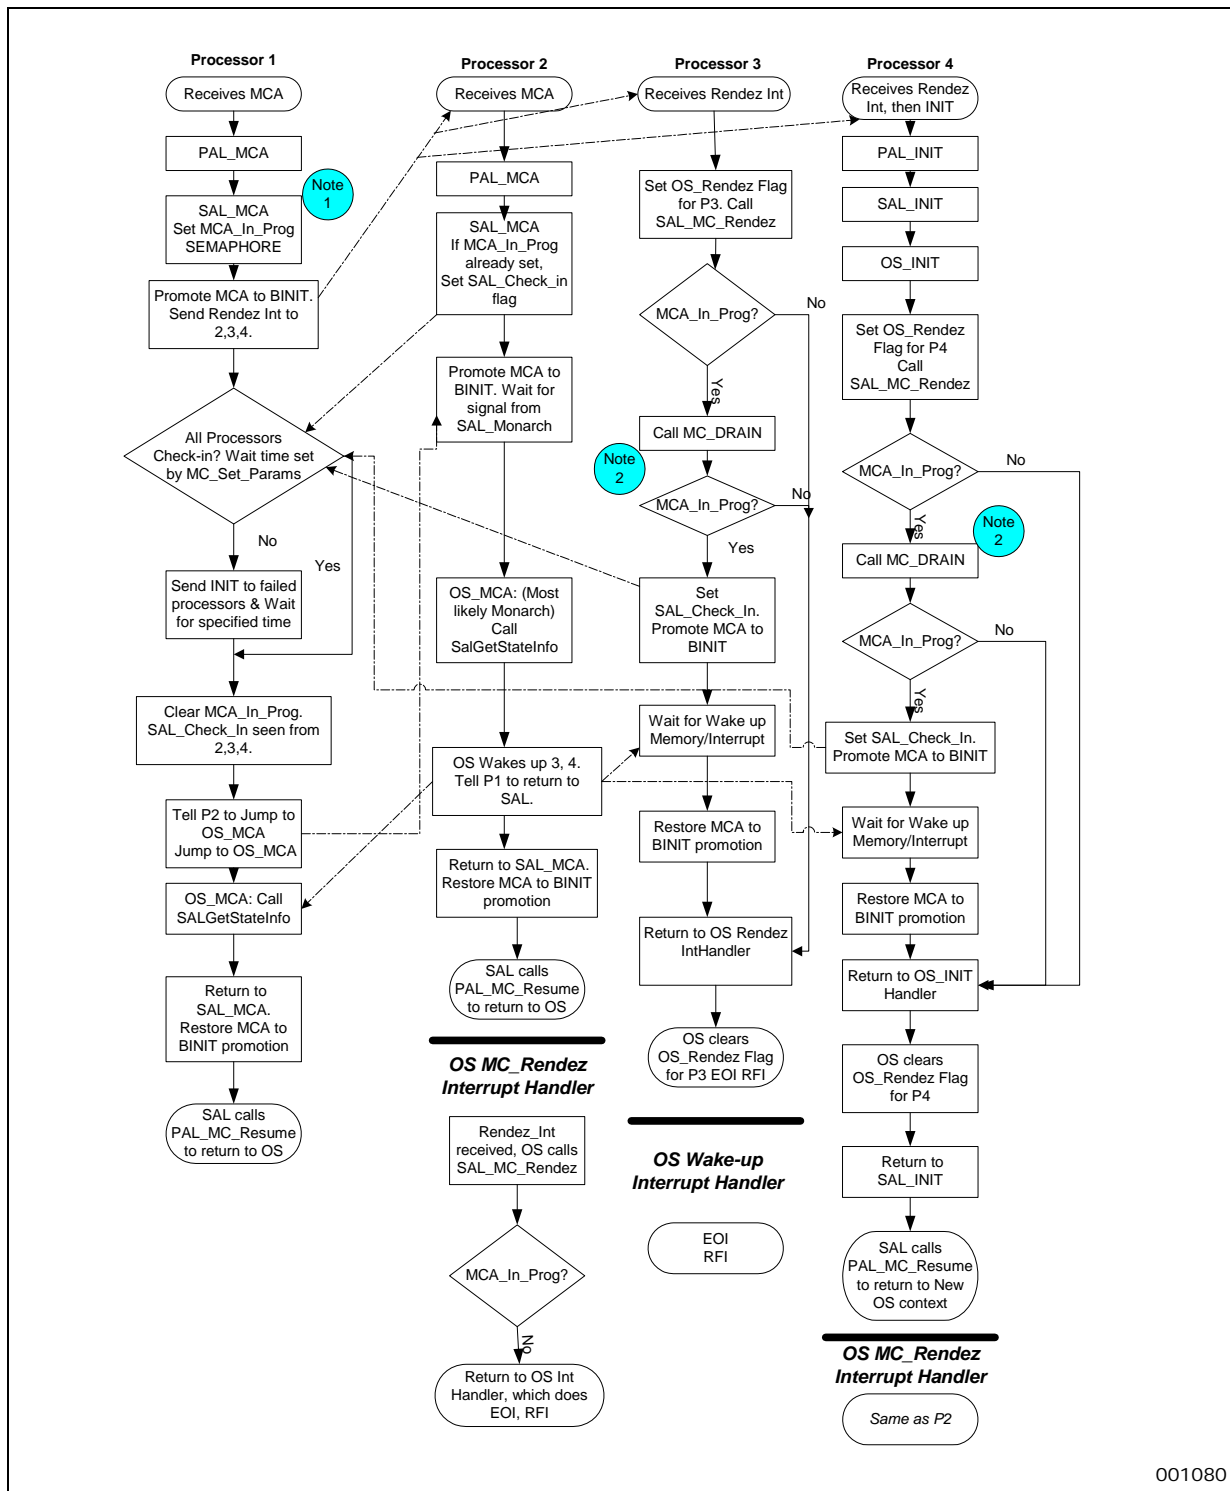 Processor 1
Receives MCA
PAL_MCA
Note
1
SAL_MCA
Set MCA_In_Prog
SEMAPHORE
Promote MCA to BINIT.
Send Rendez Int to
2,3,4.
All Processors
Check-in? Wait time set
by MC_Set_Params
No
Yes
Send INIT to failed
processors & Wait
for specified time
Clear MCA_In_Prog.
SAL_Check_In seen from
2,3,4.
Tell P2 to Jump to
OS_MCA
Jump to OS_MCA
OS_MCA: Call
SALGetStateInfo
Return to
SAL_MCA.
Restore MCA to
BINIT promotion
SAL calls
PAL_MC_Resume
to return to OS
Processor 2
Receives MCA
PAL_MCA
SAL_MCA
If MCA_In_Prog
already set,
Set SAL_Check_in
flag
Promote MCA to
BINIT. Wait for
signal from
SAL_Monarch
OS_MCA: (Most
likely Monarch)
Call
SalGetStateInfo
OS Wakes up 3, 4.
Tell P1 to return to
SAL.
Return to SAL_MCA.
Restore MCA to BINIT
promotion
SAL calls
PAL_MC_Resume
to return to OS
OS MC_Rendez
Interrupt Handler
Rendez_Int
received, OS calls
SAL_MC_Rendez
MCA_In_Prog?
No
Return to OS Int
Handler, which does
EOI, RFI
Processor 3
Receives Rendez Int
Set OS_Rendez Flag
for P3. Call
SAL_MC_Rendez
MCA_In_Prog?
No
Yes
Call MC_DRAIN
Note
2
MCA_In_Prog?
No
Yes
Set
SAL_Check_In.
Promote MCA to
BINIT
Wait for Wake up
Memory/Interrupt
Restore MCA to
BINIT promotion
Return to OS Rendez
IntHandler
OS clears
OS_Rendez Flag
for P3 EOI RFI
OS Wake-up
Interrupt Handler
EOI
RFI
Processor 4
Receives Rendez
Int, then INIT
PAL_INIT
SAL_INIT
OS_INIT
Set OS_Rendez
Flag for P4
Call
SAL_MC_Rendez
MCA_In_Prog?
No
Yes
Note
2
Call MC_DRAIN
MCA_In_Prog?
No
Yes
Set SAL_Check_In.
Promote MCA to BINIT
Wait for Wake up
Memory/Interrupt
Restore MCA to
BINIT promotion
Return to OS_INIT
Handler
OS clears
OS_Rendez Flag
for P4
Return to
SAL_INIT
SAL calls
PAL_MC_Resume
to return to New
OS context
OS MC_Rendez
Interrupt Handler
Same as P2
001080